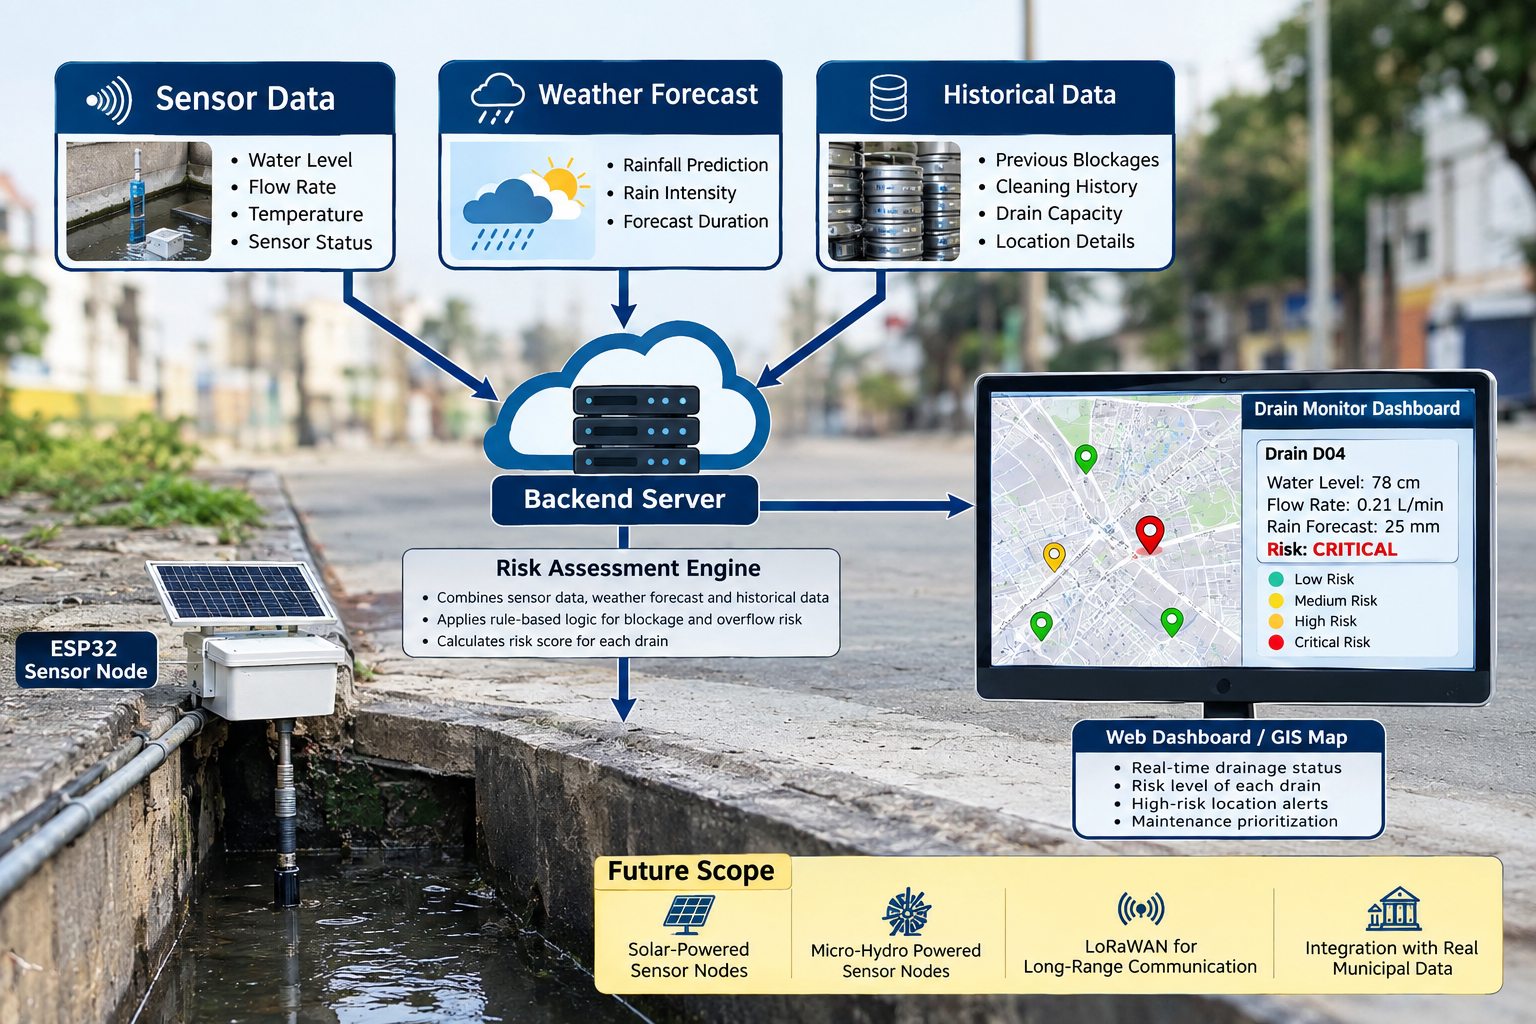 Sensor Data
• Water Level
• Flow Rate
• Temperature
• Sensor Status
Weather Forecast
• Rainfall Prediction
• Rain Intensity
• Forecast Duration
Historical Data
• Previous Blockages
• Cleaning History
• Drain Capacity
• Location Details
Backend Server
Risk Assessment Engine
• Combines sensor data, weather forecast and historical data
• Applies rule-based logic for blockage and overflow risk
• Calculates risk score for each drain
ESP32
Sensor Node
Drain Monitor Dashboard
Drain D04
Water Level: 78 cm
Flow Rate: 0.21 L/min
Rain Forecast: 25 mm
Risk: CRITICAL
Low Risk
Medium Risk
High Risk
Critical Risk
Web Dashboard / GIS Map
• Real-time drainage status
• Risk level of each drain
• High-risk location alerts
• Maintenance prioritization
Future Scope
Solar-Powered
Sensor Nodes
Micro-Hydro Powered
Sensor Nodes
LoRaWAN for
Long-Range Communication
Integration with Real
Municipal Data